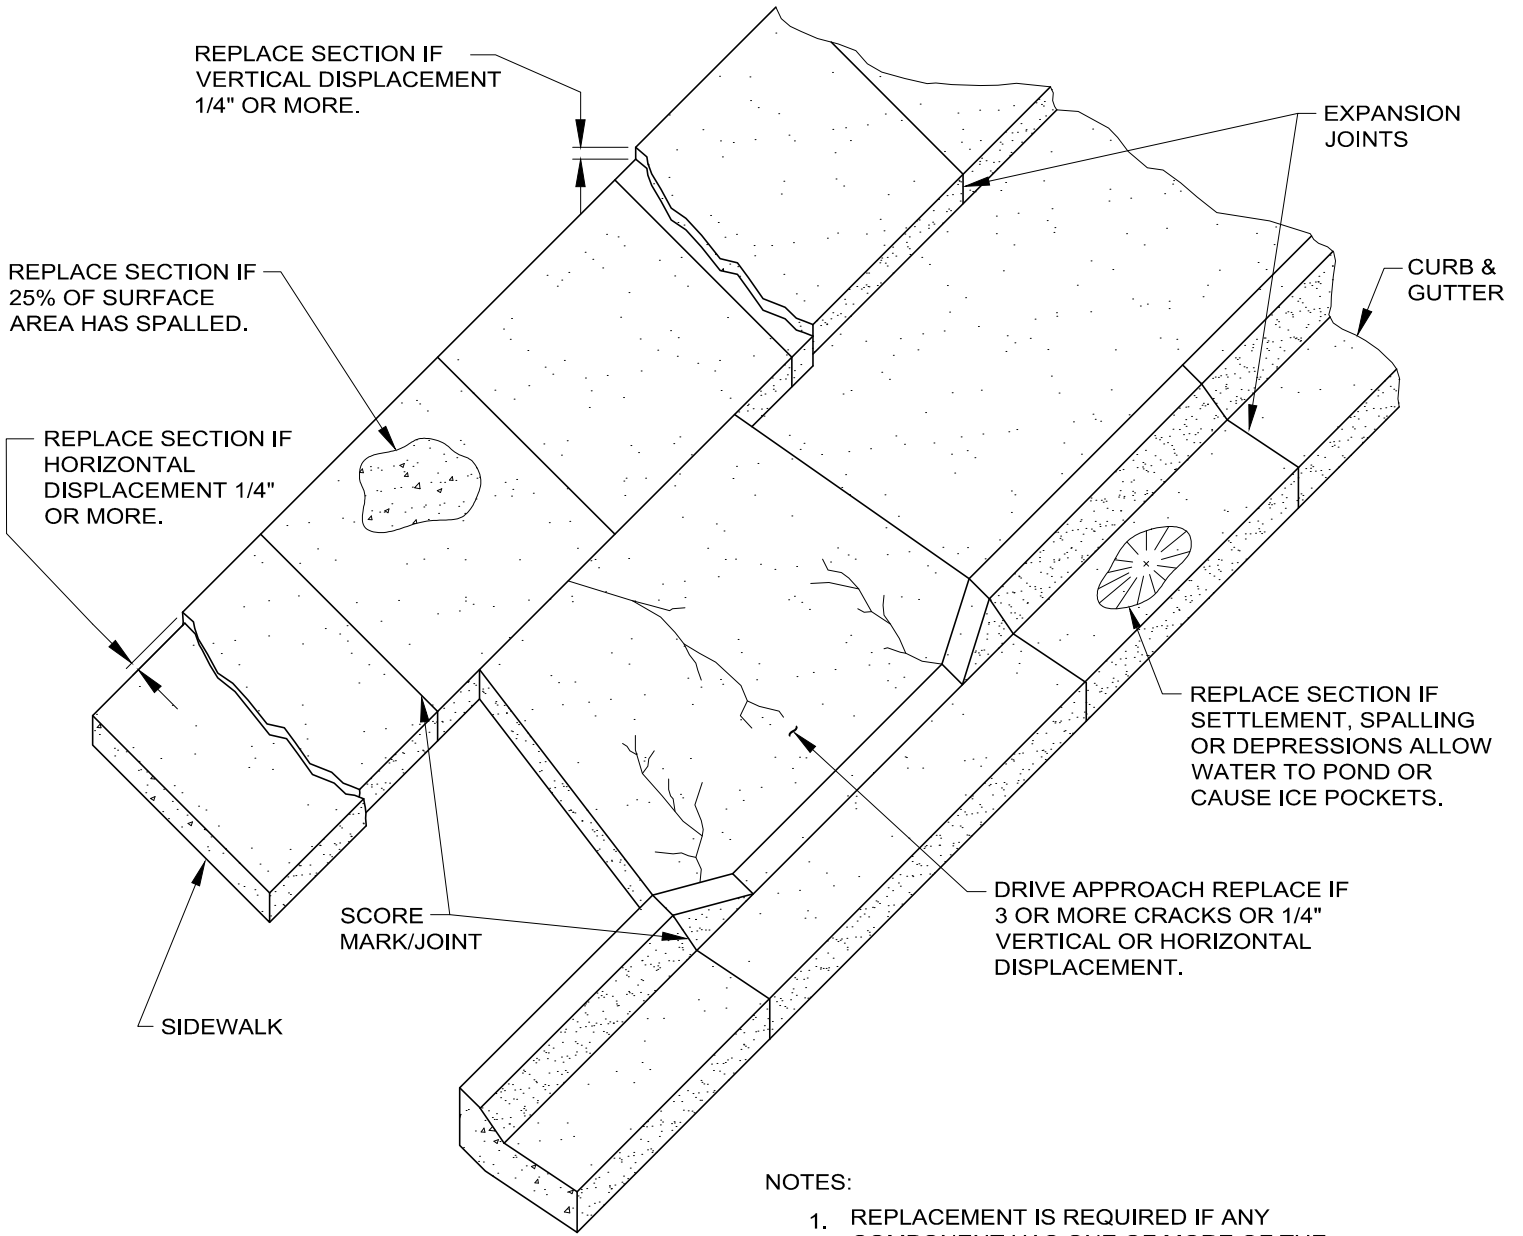 REPLACE SECTION IF
VERTICAL DISPLACEMENT
1/4" OR MORE.
EXPANSION
JOINTS
REPLACE SECTION IF
25% OF SURFACE
AREA HAS SPALLED.
CURB &
GUTTER
REPLACE SECTION IF
HORIZONTAL
DISPLACEMENT 1/4"
OR MORE.
REPLACE SECTION IF
SETTLEMENT, SPALLING
OR DEPRESSIONS ALLOW
WATER TO POND OR
CAUSE ICE POCKETS.
DRIVE APPROACH REPLACE IF
3 OR MORE CRACKS OR 1/4"
VERTICAL OR HORIZONTAL
DISPLACEMENT.
SCORE
MARK/JOINT
SIDEWALK
NOTES:
1. REPLACEMENT IS REQUIRED IF ANY